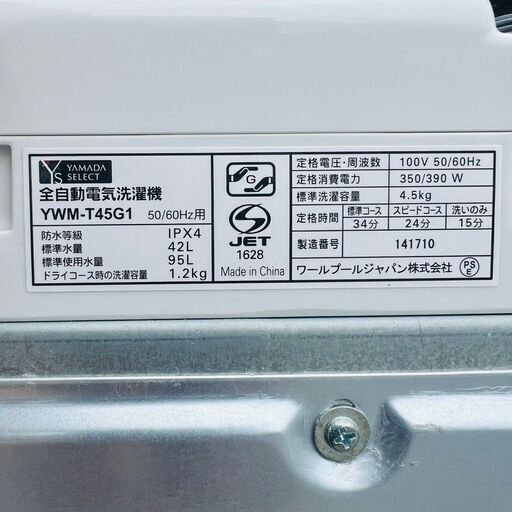 YS YAMADA SELECT
全自動電気洗濯機
YWM-T45G1 50/60Hz用
防水等級 IPX4
標準水量 42L
標準使用水量 95L
ドライコース時の洗濯容量 1.2kg
G
S
JET
1628
Made in China
定格電圧・周波数 100V 50/60Hz
定格消費電力 350/390 W
標準洗濯容量 4.5kg
定格時間 標準コース 34分 スピードコース 24分 洗いのみ 15分
製造番号 141710
ワールプールジャパン株式会社 PSE